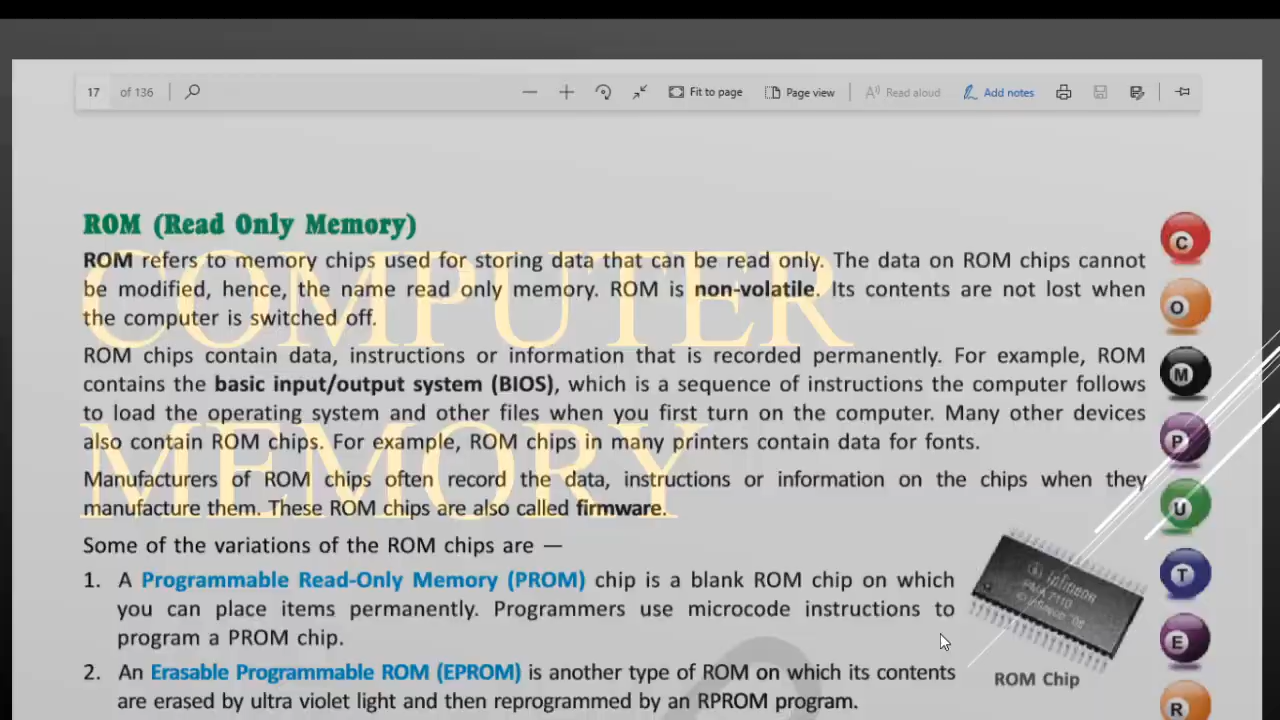 17 of 136 Fit to page Page view Read aloud Add notes
ROM (Read Only Memory)
COMPUTER
MEMORY
ROM refers to memory chips used for storing data that can be read only. The data on ROM chips cannot
be modified, hence, the name read only memory. ROM is non-volatile. Its contents are not lost when
the computer is switched off.
ROM chips contain data, instructions or information that is recorded permanently. For example, ROM
contains the basic input/output system (BIOS), which is a sequence of instructions the computer follows
to load the operating system and other files when you first turn on the computer. Many other devices
also contain ROM chips. For example, ROM chips in many printers contain data for fonts.
Manufacturers of ROM chips often record the data, instructions or information on the chips when they
manufacture them. These ROM chips are also called firmware.
Some of the variations of the ROM chips are —
1. A Programmable Read-Only Memory (PROM) chip is a blank ROM chip on which
you can place items permanently. Programmers use microcode instructions to
program a PROM chip.
2. An Erasable Programmable ROM (EPROM) is another type of ROM on which its contents
are erased by ultra violet light and then reprogrammed by an RPROM program.
Infineon
ROM Chip
C
O
M
P
U
T
E
R